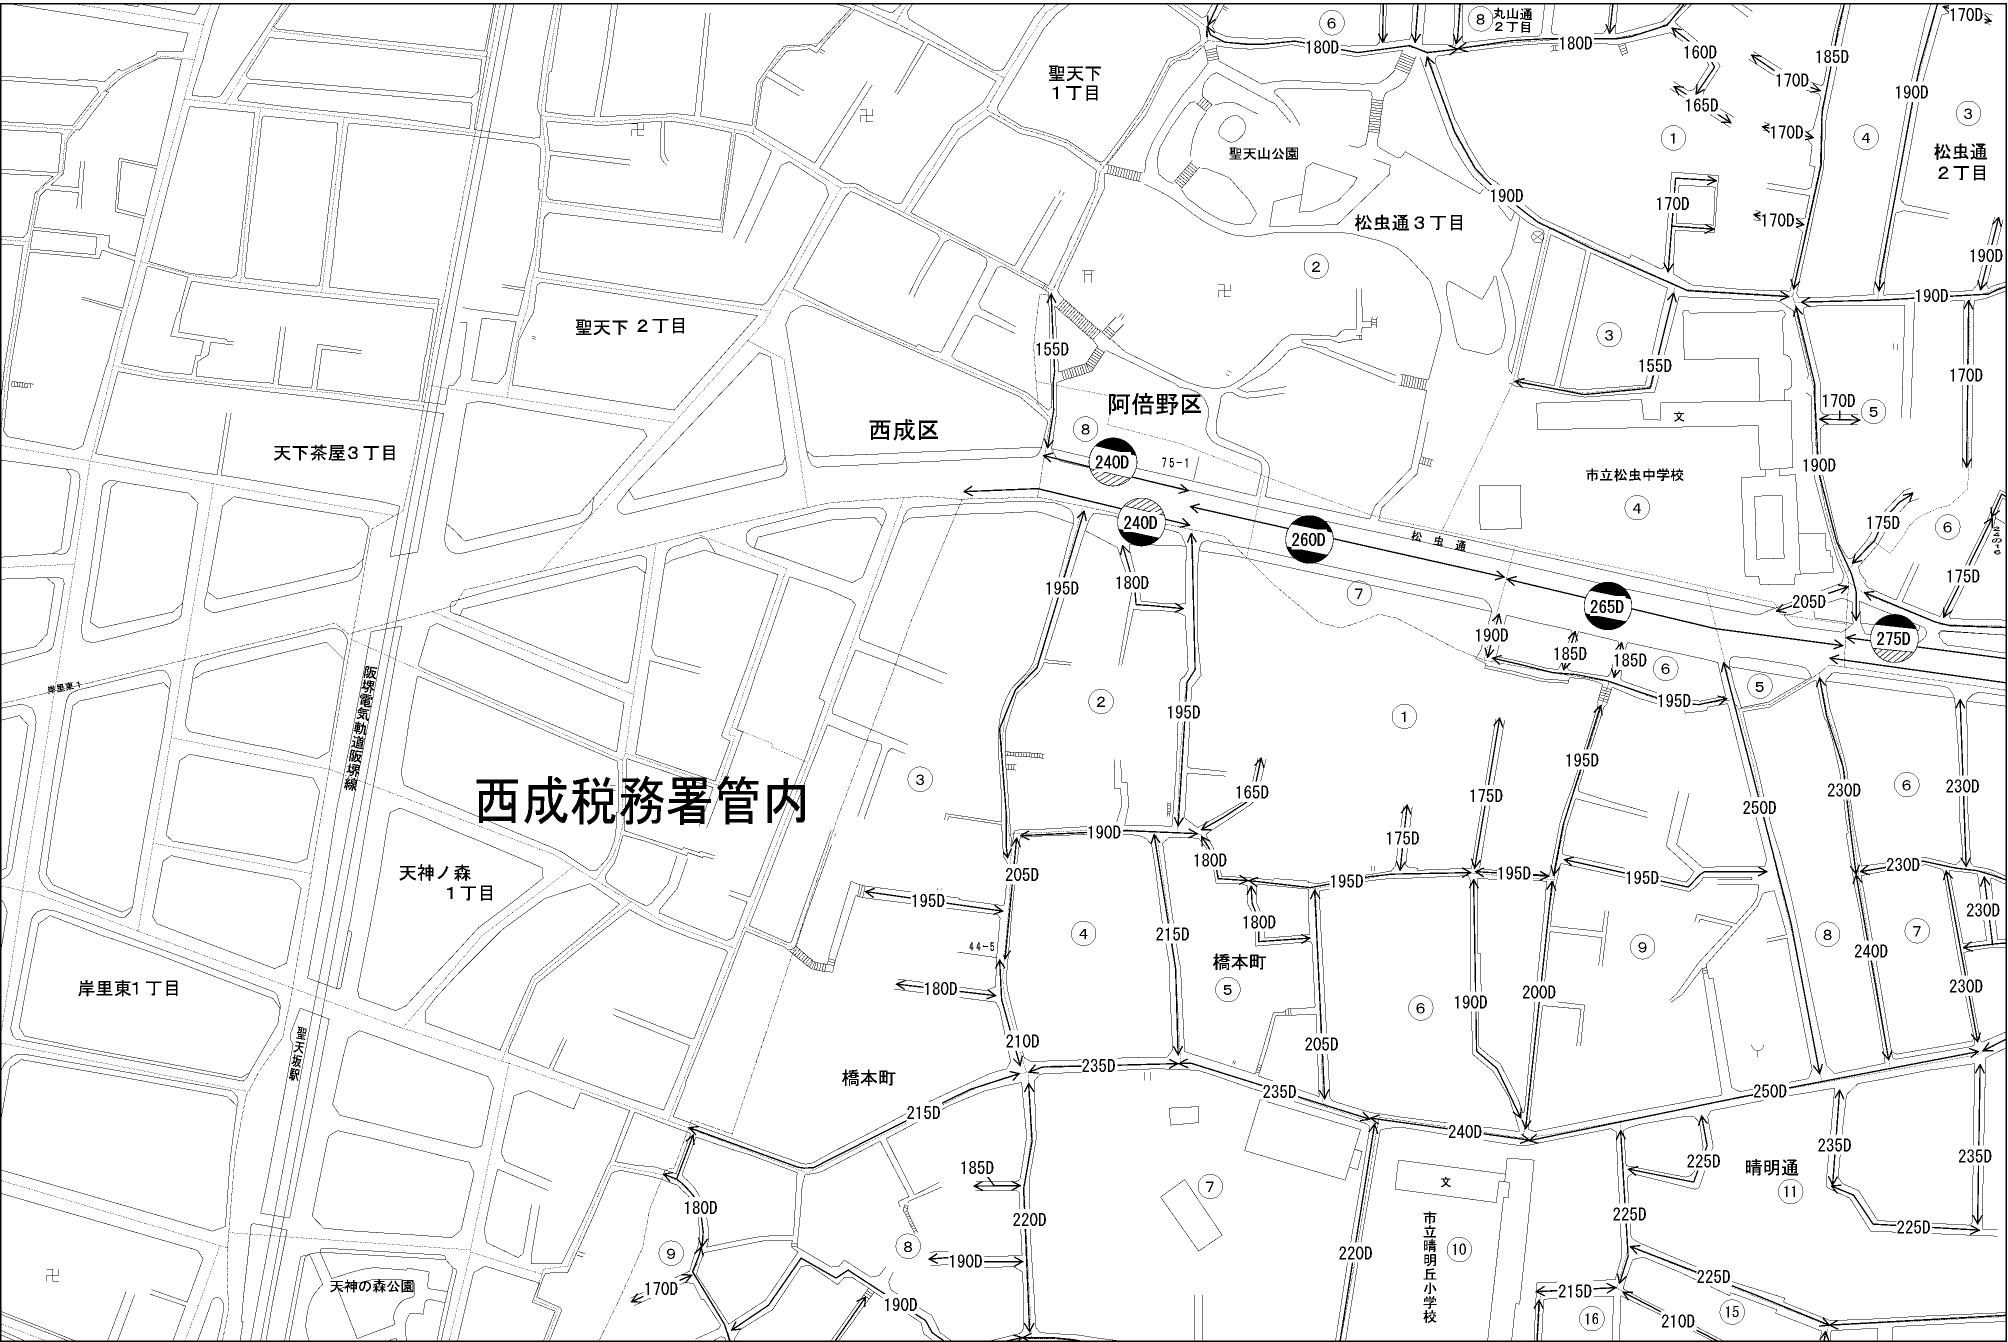 ⑥
180D
⑧
丸山通
2丁目
180D
170D
160D
185D
170D
190D
165D
170D
③
聖天下
1丁目
①
④
松虫通
2丁目
聖天山公園
190D
170D
170D
松虫通3丁目
190D
②
190D
聖天下 2丁目
③
155D
155D
170D
170D
⑤
阿倍野区
西成区
⑧
文
天下茶屋3丁目
240D
75-1
190D
市立松虫中学校
④
240D
260D
松虫通
175D
⑥
195D
180D
⑦
265D
205D
175D
190D
185D
185D
⑥
275D
岸里東-1
阪堺電気軌道阪堺線
②
195D
①
195D
⑤
195D
西成税務署管内
③
165D
175D
250D
230D
⑥
230D
190D
180D
175D
天神ノ森
1丁目
205D
195D
195D
195D
195D
230D
230D
180D
④
215D
44-5
⑨
⑧
240D
⑦
橋本町
⑤
岸里東1丁目
180D
⑥
190D
200D
230D
聖天坂駅
210D
205D
橋本町
235D
235D
250D
215D
240D
235D
225D
235D
185D
⑦
文
晴明通
⑪
180D
220D
225D
225D
⑨
⑧
220D
市立晴明丘小学校
⑩
190D
天神の森公園
170D
190D
225D
215D
⑯
210D
⑮